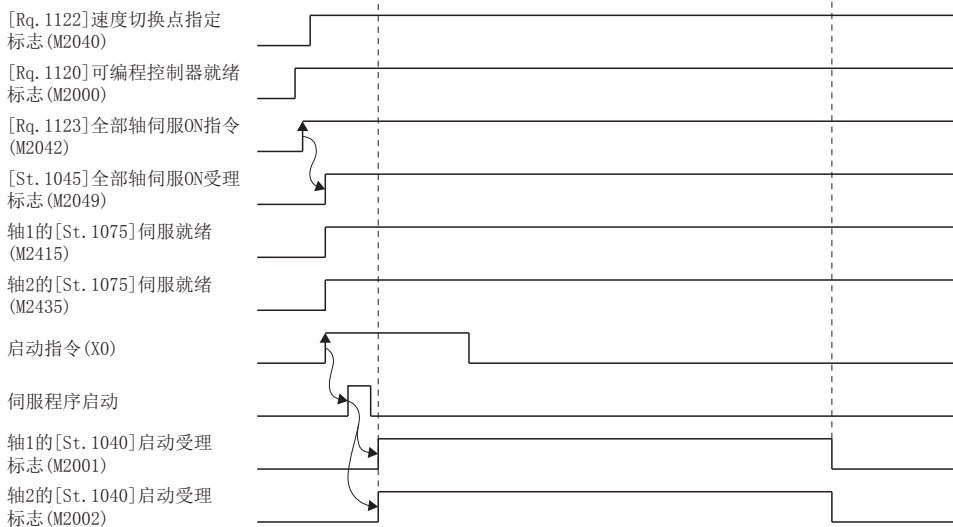 [Rq.1122]速度切换点指定
标志(M2040)
[Rq.1120]可编程控制器就绪
标志(M2000)
[Rq.1123]全部轴伺服ON指令
(M2042)
[St.1045]全部轴伺服ON受理
标志(M2049)
轴1的[St.1075]伺服就绪
(M2415)
轴2的[St.1075]伺服就绪
(M2435)
启动指令(X0)
伺服程序启动
轴1的[St.1040]启动受理
标志(M2001)
轴2的[St.1040]启动受理
标志(M2002)